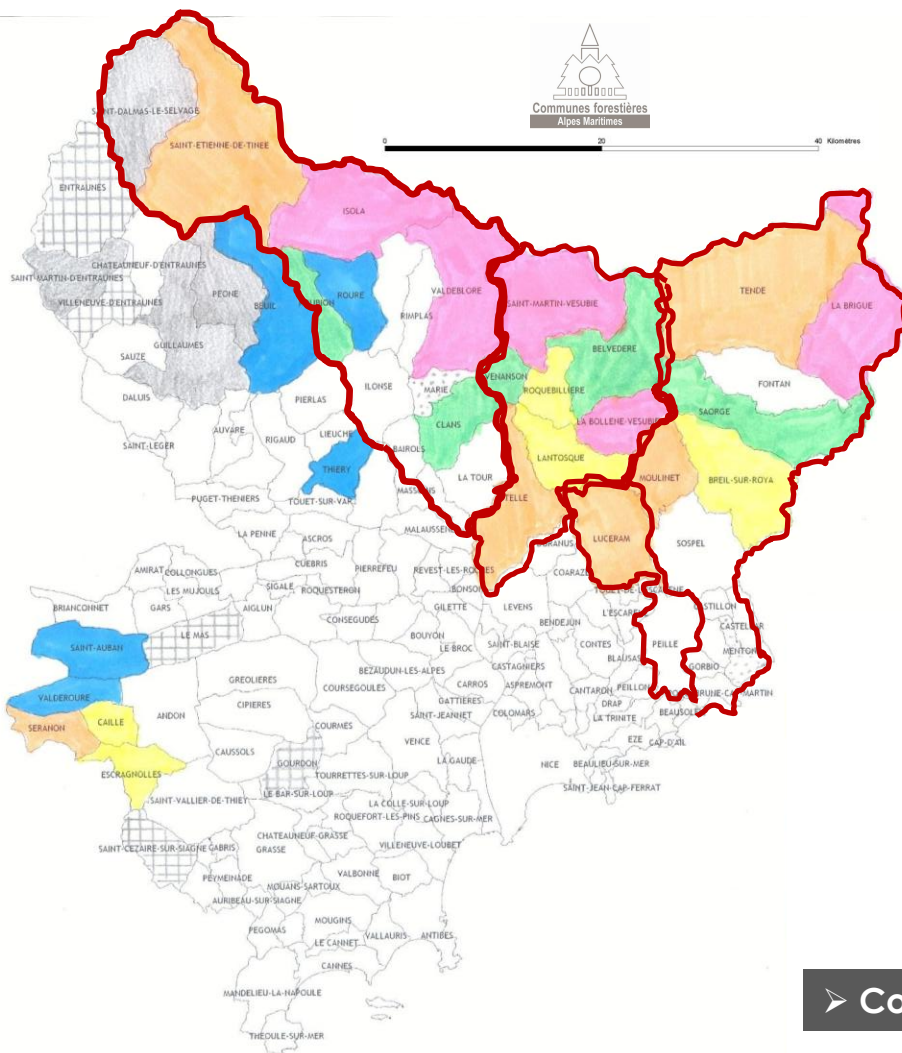 Communes forestières
Alpes Maritimes
0 20 40 Kilomètres
SAINT-DALMAS-LE-SELVAGE
SAINT-ETIENNE-DE-TINEE
ENTRAUNES
ISOLA
CHATEAUNEUF-D'ENTRAUNES
SAINT-MARTIN-D'ENTRAUNES
VILLENEUVE-D'ENTRAUNES
PEONE
BEUIL
ROURE
VALDEBLORE
RIMPLAS
SAINT-MARTIN-VESUBIE
TENDE
LA BRIGUE
GUILLAUMES
SAUZE
DALUIS
BELVEDERE
VENANSON
ROQUEBILLIERE
FONTAN
ILONSE
MARIE
PIERLAS
CLANS
LA BOLLENE-VESUBIE
SAORGE
SAINT-LEGER
AUVARE
RIGAUD
LIEUCHE
BAIROLS
LANTOSQUE
THIERY
LA TOUR
MOULINET
BREIL-SUR-ROYA
PUGET-THENIERS
TOUET-SUR-VAR
MASSOINS
TELLE
LA PENNE
ASCROS
MALAUSSENE
LUCERAM
SOSPEL
AMIRAT
COLLONGUES
CUEBRIS
PIERREFEU
REVEST-LES-ROCHES
COARAZE
LES MUJOULS
SIGALE
ROQUESTERON
BONSON
BRIANCONNET
GARS
AIGLUN
CONSEGUDES
GILETTE
LEVENS
L'ESCARENE
CASTILLON
BENDEJUN
BOUYON
CASTELLAR
LE MAS
SAINT-AUBAN
LE BROC
SAINT-BLAISE
CONTES
PEILLE
MENTON
BLAUSASC
GORBIO
BEZAUDUN-LES-ALPES
CASTAGNIERS
GREOLIERES
COURSEGOULES
CARROS
ASPREMONT
CANTARON
PEILLON
VALDEROURE
CIPIERES
GATTIERES
DRAP
SAINT-JEANNET
COLOMARS
LA TRINITE
BEAUSOLEIL
SERANON
CAILLE
ANDON
COURMES
EZE
CAP-D'AIL
CAUSSOLS
VENCE
LA GAUDE
NICE
BEAULIEU-SUR-MER
ESCRAGNOLLES
GOURDON
TOURRETTES-SUR-LOUP
SAINT-JEAN-CAP-FERRAT
SAINT-VALLIER-DE-THIEY
LE BAR-SUR-LOUP
LA COLLE-SUR-LOUP
ROQUEFORT-LES-PINS
CAGNES-SUR-MER
CHATEAUNEUF-GRASSE
SAINT-CEZAIRE-SUR-SIAGNE
CABRIS
GRASSE
VILLENEUVE-LOUBET
PEYMEINADE
VALBONNE
BIOT
MOUANS-SARTOUX
AURIBEAU-SUR-SIAGNE
MOUGINS
PEGOMAS
VALLAURIS
ANTIBES
LE CANNET
CANNES
MANDELIEU-LA-NAPOULE
➢ Co
THEOULE-SUR-MER